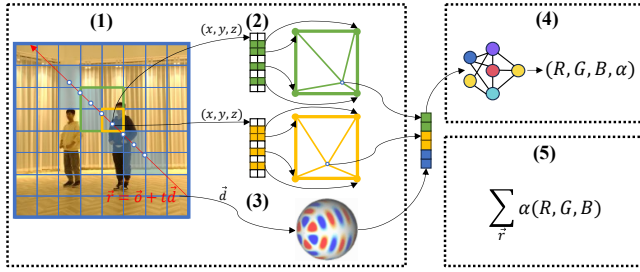 (1)
r⃗ = o⃗ + td⃗
(x, y, z)
(2)
(x, y, z)
d⃗
(3)
(4)
(R, G, B, α)
(5)
∑ α(R, G, B)
r⃗